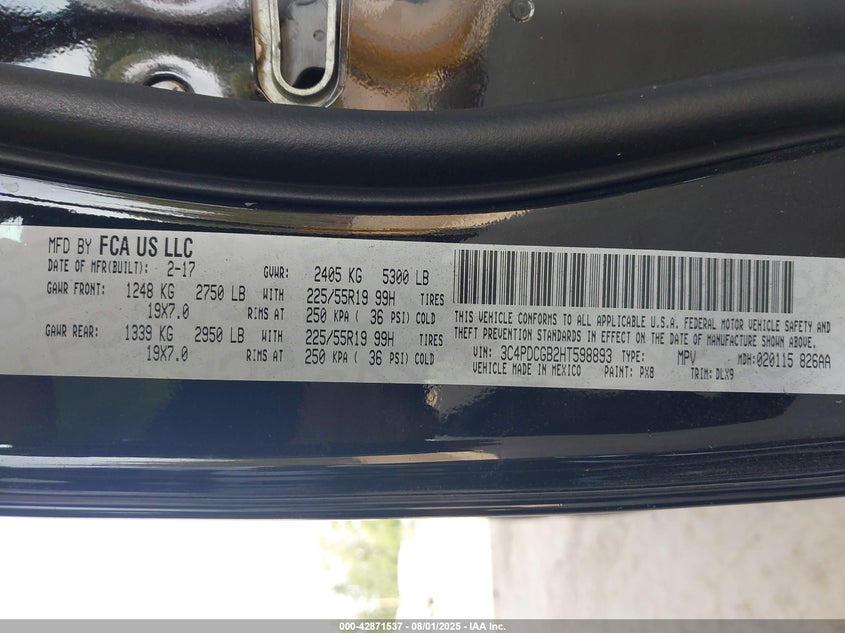 MFD BY FCA US LLC
DATE OF MFR(BUILT): 2-17 GVWR: 2405 KG 5300 LB
GAWR FRONT: 1248 KG 2750 LB WITH 225/55R19 99H TIRES
19X7.0 RIMS AT 250 KPA ( 36 PSI) COLD
GAWR REAR: 1339 KG 2950 LB WITH 225/55R19 99H TIRES
19X7.0 RIMS AT 250 KPA ( 36 PSI) COLD
THIS VEHICLE CONFORMS TO ALL APPLICABLE U.S.A. FEDERAL MOTOR VEHICLE SAFETY AND
THEFT PREVENTION STANDARDS IN EFFECT ON THE DATE OF MANUFACTURE SHOWN ABOVE.
VIN: 3C4PDCGB2HT598893 TYPE: MPV MDH:020115 826AA
VEHICLE MADE IN MEXICO PAINT: PX8 TRIM: DLX9
000-42871537 - 08/01/2025 - IAA Inc.